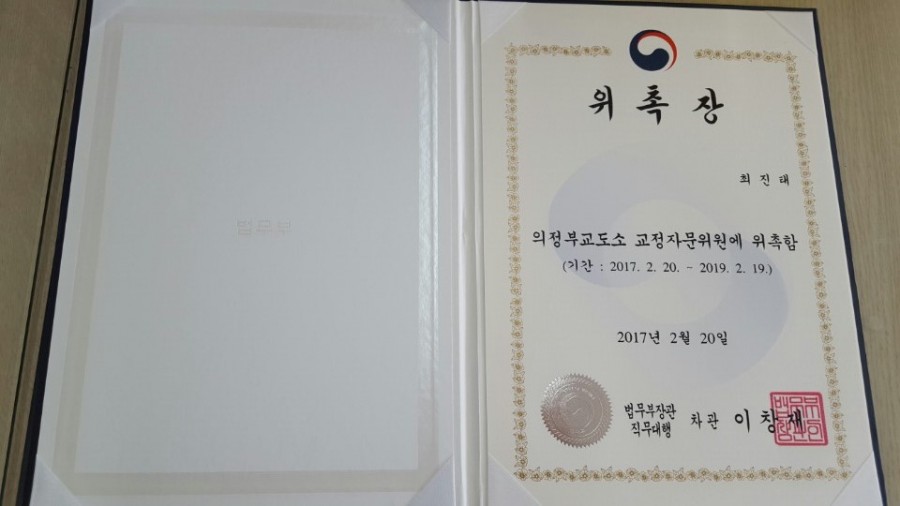 위촉장
최진태
의정부교도소 교정자문위원에 위촉함
(기간 : 2017. 2. 20. ~ 2019. 2. 19.)
2017년 2월 20일
법무부장관
직무대행 차관 이창재